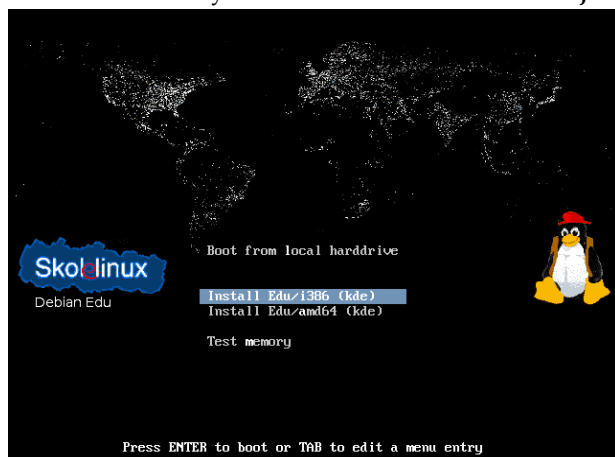 Boot from local harddrive
Skolelinux
Debian Edu
Install Edu/i386 (kde)
Install Edu/amd64 (kde)
Test memory
Press ENTER to boot or TAB to edit a menu entry